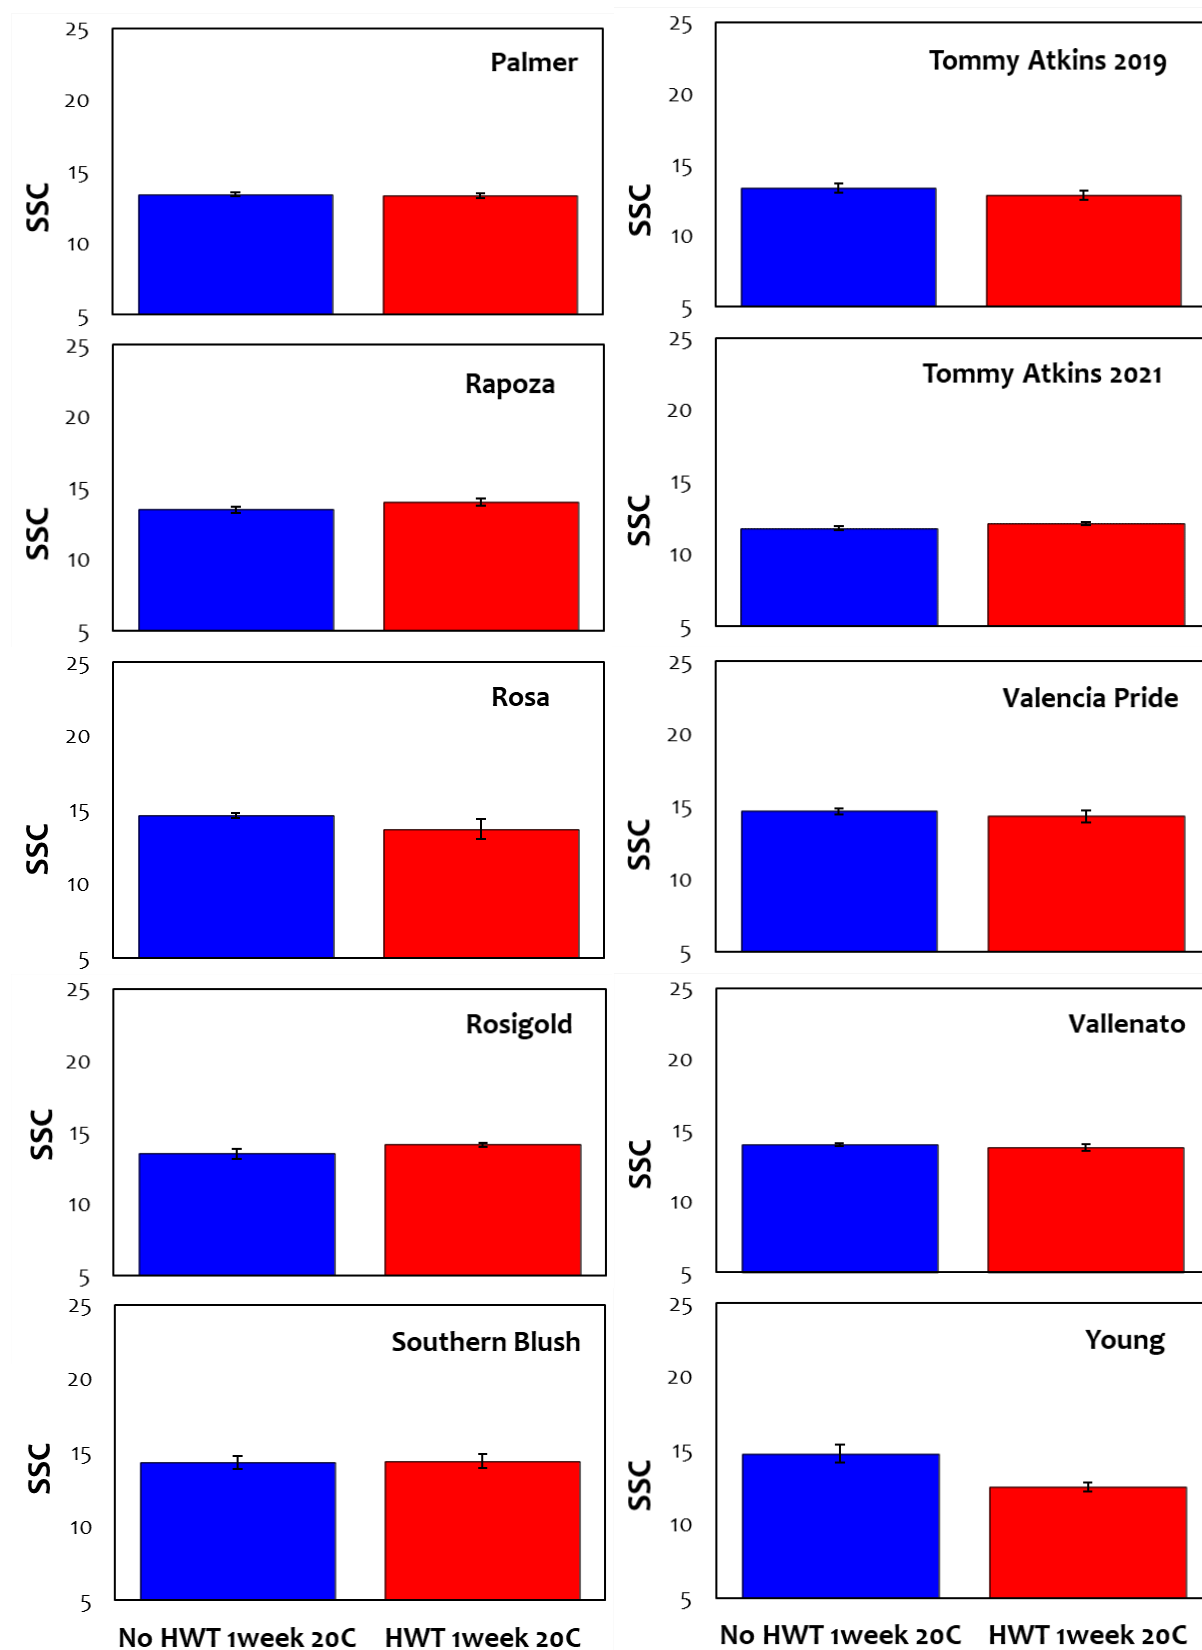 25
20
15
10
5
SSC
Palmer
25
20
15
10
5
SSC
Tommy Atkins 2019
25
20
15
10
5
SSC
Rapoza
25
20
15
10
5
SSC
Tommy Atkins 2021
25
20
15
10
5
SSC
Rosa
25
20
15
10
5
SSC
Valencia Pride
25
20
15
10
5
SSC
Rosigold
25
20
15
10
5
SSC
Vallenato
25
20
15
10
5
SSC
Southern Blush
25
20
15
10
5
SSC
Young
No HWT 1week 20C HWT 1week 20C
No HWT 1week 20C HWT 1week 20C